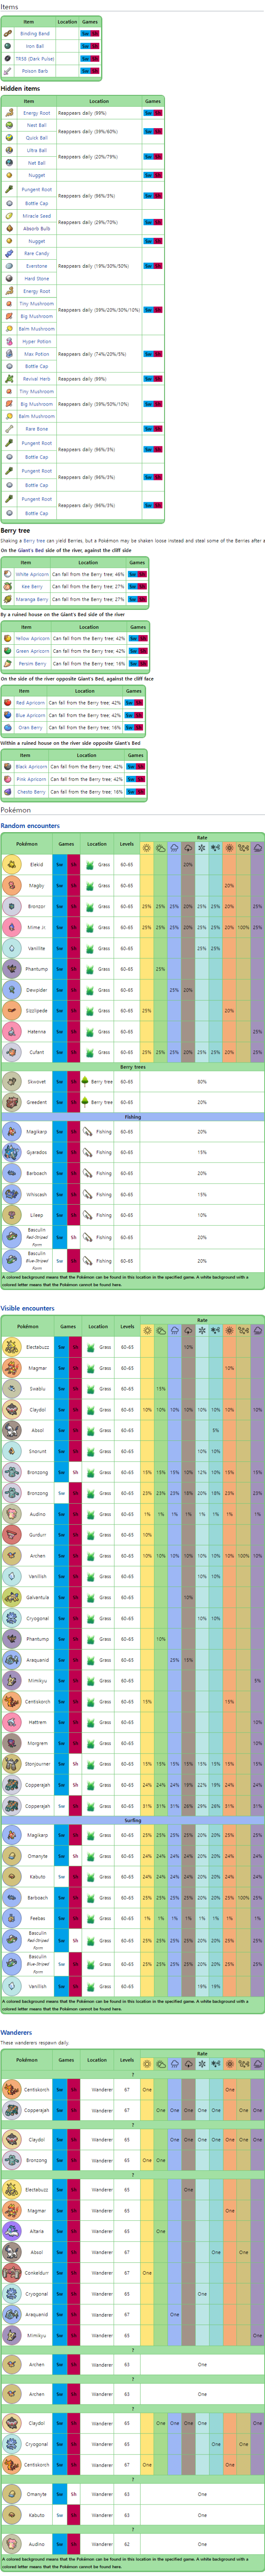 Items
Item Location Games
Binding Band Sw Sh
Iron Ball Sw Sh
TR58 (Dark Pulse) Sw Sh
Poison Barb Sw Sh
Hidden items
Item Location Games
Energy Root Reappears daily (99%) Sw Sh
Nest Ball
Quick Ball
Reappears daily (39%/60%) Sw Sh
Ultra Ball
Net Ball
Reappears daily (20%/79%) Sw Sh
Nugget
Pungent Root
Bottle Cap
Reappears daily (96%/3%) Sw Sh
Miracle Seed
Absorb Bulb
Reappears daily (29%/70%) Sw Sh
Nugget
Rare Candy
Everstone
Hard Stone
Reappears daily (19%/30%/50%) Sw Sh
Energy Root
Tiny Mushroom
Big Mushroom
Balm Mushroom
Reappears daily (39%/20%/30%/10%) Sw Sh
Hyper Potion
Max Potion
Bottle Cap
Reappears daily (74%/20%/5%) Sw Sh
Revival Herb Reappears daily (99%) Sw Sh
Tiny Mushroom
Big Mushroom
Balm Mushroom
Reappears daily (39%/50%/10%) Sw Sh
Rare Bone
Pungent Root
Bottle Cap
Reappears daily (96%/3%) Sw Sh
Pungent Root
Bottle Cap
Reappears daily (96%/3%) Sw Sh
Pungent Root
Bottle Cap
Reappears daily (96%/3%) Sw Sh
Berry tree
Shaking a Berry tree can yield Berries, but a Pokémon may be shaken loose instead and steal some of the Berries after a
On the Giant's Bed side of the river, against the cliff side
Item Location Games
White Apricorn Can fall from the Berry tree; 46% Sw Sh
Kee Berry Can fall from the Berry tree; 27% Sw Sh
Maranga Berry Can fall from the Berry tree; 27% Sw Sh
By a ruined house on the Giant's Bed side of the river
Item Location Games
Yellow Apricorn Can fall from the Berry tree; 42% Sw Sh
Green Apricorn Can fall from the Berry tree; 42% Sw Sh
Persim Berry Can fall from the Berry tree; 16% Sw Sh
On the side of the river opposite Giant's Bed, against the cliff face
Item Location Games
Red Apricorn Can fall from the Berry tree; 42% Sw Sh
Blue Apricorn Can fall from the Berry tree; 42% Sw Sh
Oran Berry Can fall from the Berry tree; 16% Sw Sh
Within a ruined house on the river side opposite Giant's Bed
Item Location Games
Black Apricorn Can fall from the Berry tree; 42% Sw Sh
Pink Apricorn Can fall from the Berry tree; 42% Sw Sh
Chesto Berry Can fall from the Berry tree; 16% Sw Sh
Pokémon
Random encounters
Pokémon Games Location Levels Rate
Elekid Sw Sh Grass 60-65 20%
Magby Sw Sh Grass 60-65 20%
Bronzor Sw Sh Grass 60-65 25% 25% 25% 20% 25% 25% 20% 25%
Mime Jr. Sw Sh Grass 60-65 25% 25% 25% 20% 25% 25% 20% 100% 25%
Vanillite Sw Sh Grass 60-65 25% 25%
Phantump Sw Sh Grass 60-65 25%
Dewpider Sw Sh Grass 60-65 25% 20%
Sizzlipede Sw Sh Grass 60-65 25% 20%
Hatenna Sw Sh Grass 60-65 25%
Cufant Sw Sh Grass 60-65 25% 25% 25% 20% 25% 25% 20% 25%
Berry trees
Skwovet Sw Sh Berry tree 60-65 80%
Greedent Sw Sh Berry tree 60-65 20%
Fishing
Magikarp Sw Sh Fishing 60-65 20%
Gyarados Sw Sh Fishing 60-65 15%
Barboach Sw Sh Fishing 60-65 20%
Whiscash Sw Sh Fishing 60-65 15%
Lileep Sw Sh Fishing 60-65 10%
Basculin Red-Striped Form Sw Sh Fishing 60-65 20%
Basculin Blue-Striped Form Sw Sh Fishing 60-65 20%
A colored background means that the Pokémon can be found in this location in the specified game. A white background with a
colored letter means that the Pokémon cannot be found here.
Visible encounters
Pokémon Games Location Levels Rate
Electabuzz Sw Sh Grass 60-65 10%
Magmar Sw Sh Grass 60-65 10%
Swablu Sw Sh Grass 60-65 15%
Claydol Sw Sh Grass 60-65 10% 10% 10% 10% 10% 10% 10% 10%
Absol Sw Sh Grass 60-65 5%
Snorunt Sw Sh Grass 60-65 10% 10%
Bronzong Sw Sh Grass 60-65 15% 15% 15% 10% 12% 10% 15% 15%
Bronzong Sw Sh Grass 60-65 23% 23% 23% 18% 20% 18% 23% 23%
Audino Sw Sh Grass 60-65 1% 1% 1% 1% 1% 1% 1% 1%
Gurdurr Sw Sh Grass 60-65 10%
Archen Sw Sh Grass 60-65 10% 10% 10% 10% 10% 10% 10% 100% 10%
Vanillish Sw Sh Grass 60-65 10% 10%
Galvantula Sw Sh Grass 60-65 10%
Cryogonal Sw Sh Grass 60-65 10% 10%
Phantump Sw Sh Grass 60-65 10%
Araquanid Sw Sh Grass 60-65 25% 15%
Mimikyu Sw Sh Grass 60-65 5%
Centiskorch Sw Sh Grass 60-65 15% 15%
Hattrem Sw Sh Grass 60-65 10%
Morgrem Sw Sh Grass 60-65 10%
Stonjourner Sw Sh Grass 60-65 15% 15% 15% 15% 15% 15% 15% 15%
Copperajah Sw Sh Grass 60-65 24% 24% 24% 19% 22% 19% 24% 24%
Copperajah Sw Sh Grass 60-65 31% 31% 31% 26% 29% 26% 31% 31%
Surfing
Magikarp Sw Sh Grass 60-65 25% 25% 25% 25% 20% 20% 25% 25%
Omanyte Sw Sh Grass 60-65 24% 24% 24% 24% 20% 20% 24% 24%
Kabuto Sw Sh Grass 60-65 24% 24% 24% 24% 20% 20% 24% 24%
Barboach Sw Sh Grass 60-65 25% 25% 25% 25% 20% 20% 25% 100% 25%
Feebas Sw Sh Grass 60-65 1% 1% 1% 1% 1% 1% 1% 1%
Basculin Red-Striped Form Sw Sh Grass 60-65 25% 25% 25% 25% 20% 20% 25% 25%
Basculin Blue-Striped Form Sw Sh Grass 60-65 25% 25% 25% 25% 20% 20% 25% 25%
Vanillish Sw Sh Grass 60-65 19% 19%
A colored background means that the Pokémon can be found in this location in the specified game. A white background with a
colored letter means that the Pokémon cannot be found here.
Wanderers
These wanderers respawn daily.
Pokémon Games Location Levels Rate
?
Centiskorch Sw Sh Wanderer 67 One One
Copperajah Sw Sh Wanderer 67 One One One One One One One
?
Claydol Sw Sh Wanderer 65 One One One One One One One
Bronzong Sw Sh Wanderer 65 One One
?
Electabuzz Sw Sh Wanderer 65 One
Magmar Sw Sh Wanderer 65 One
Altaria Sw Sh Wanderer 65 One
Absol Sw Sh Wanderer 67 One One
Conkeldurr Sw Sh Wanderer 67 One
Cryogonal Sw Sh Wanderer 65 One
Araquanid Sw Sh Wanderer 67 One
Mimikyu Sw Sh Wanderer 65 One
?
Archen Sw Sh Wanderer 63 One
?
Archen Sw Sh Wanderer 63 One
?
Claydol Sw Sh Wanderer 65 One One One One One One
Cryogonal Sw Sh Wanderer 65 One One
Centiskorch Sw Sh Wanderer 67 One One
?
Omanyte Sw Sh Wanderer 63 One
Kabuto Sw Sh Wanderer 63 One
?
Audino Sw Sh Wanderer 62 One
A colored background means that the Pokémon can be found in this location in the specified game. A white background with a
colored letter means that the Pokémon cannot be found here.